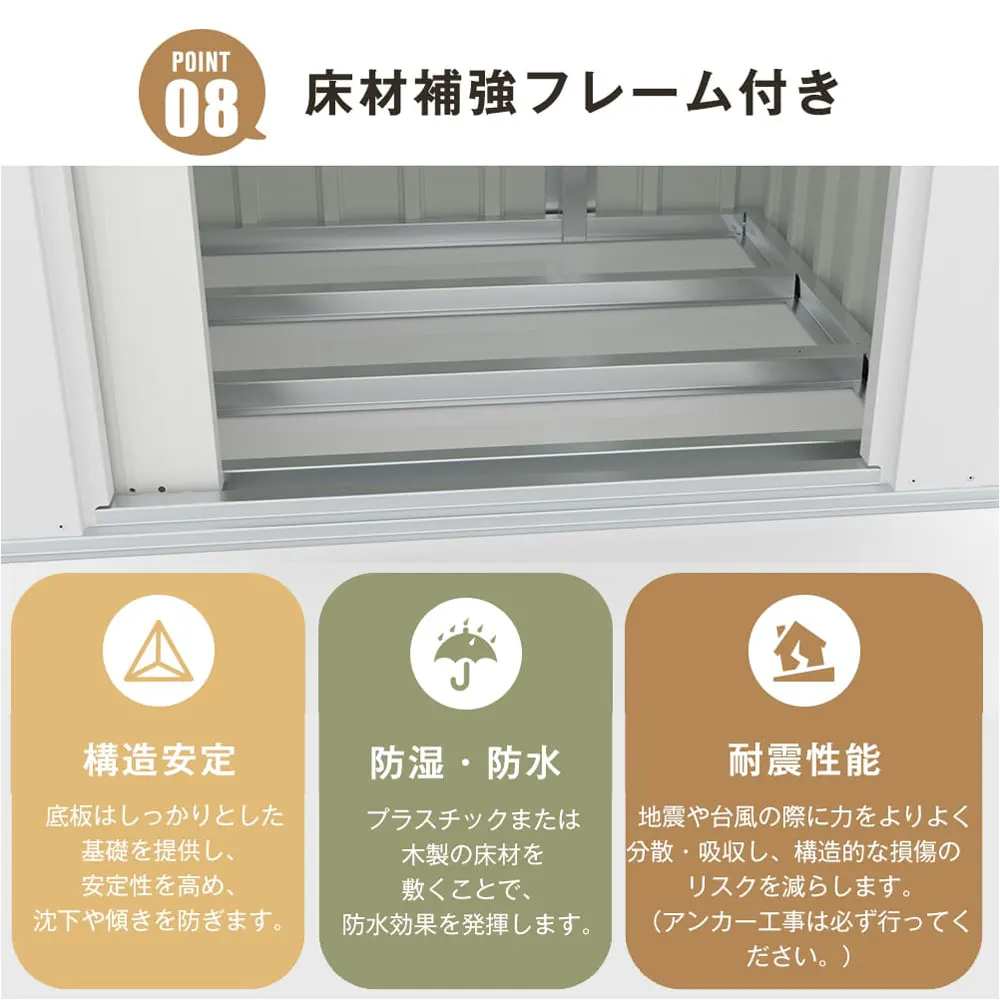 POINT
08
床材補強フレーム付き
構造安定
底板はしっかりとした
基礎を提供し、
安定性を高め、
沈下や傾きを防ぎます。
防湿・防水
プラスチックまたは
木製の床材を
敷くことで、
防水効果を発揮します。
耐震性能
地震や台風の際に力をよりよく
分散・吸収し、構造的な損傷の
リスクを減らします。
（アンカー工事は必ず行ってく
ださい。）